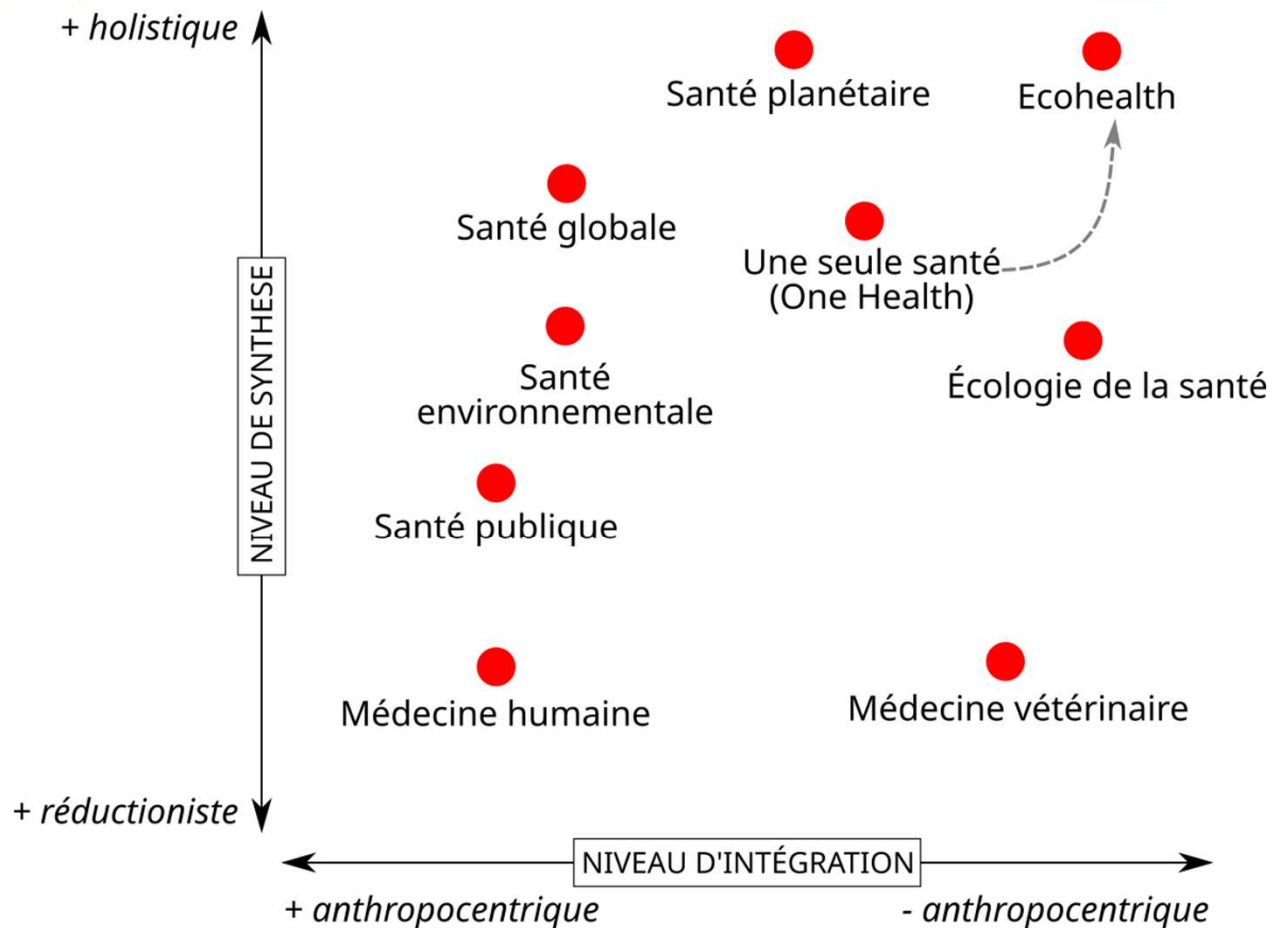 + holistique
Santé planétaire
Ecohealth
Santé globale
Une seule santé
(One Health)
NIVEAU DE SYNTHESE
Santé
environnementale
Écologie de la santé
Santé publique
Médecine humaine
Médecine vétérinaire
+ réductioniste
NIVEAU D'INTÉGRATION
+ anthropocentrique
- anthropocentrique